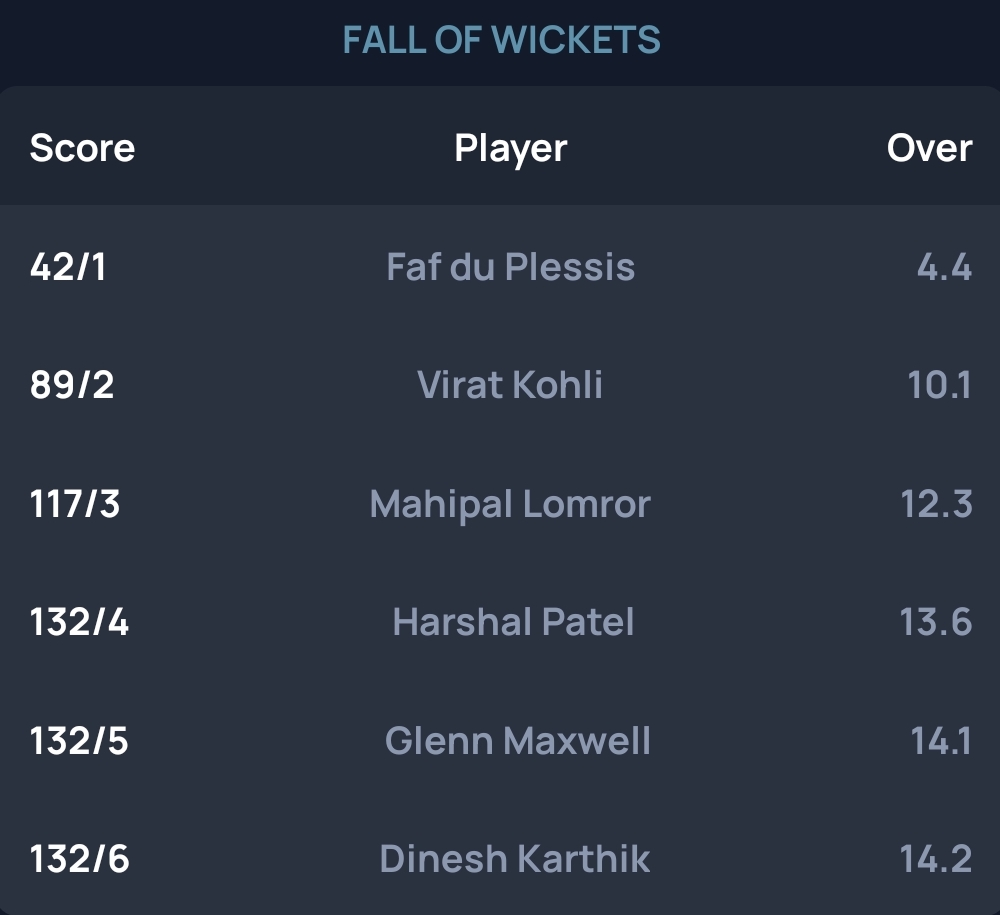 FALL OF WICKETS
Score Player Over
42/1 Faf du Plessis 4.4
89/2 Virat Kohli 10.1
117/3 Mahipal Lomror 12.3
132/4 Harshal Patel 13.6
132/5 Glenn Maxwell 14.1
132/6 Dinesh Karthik 14.2